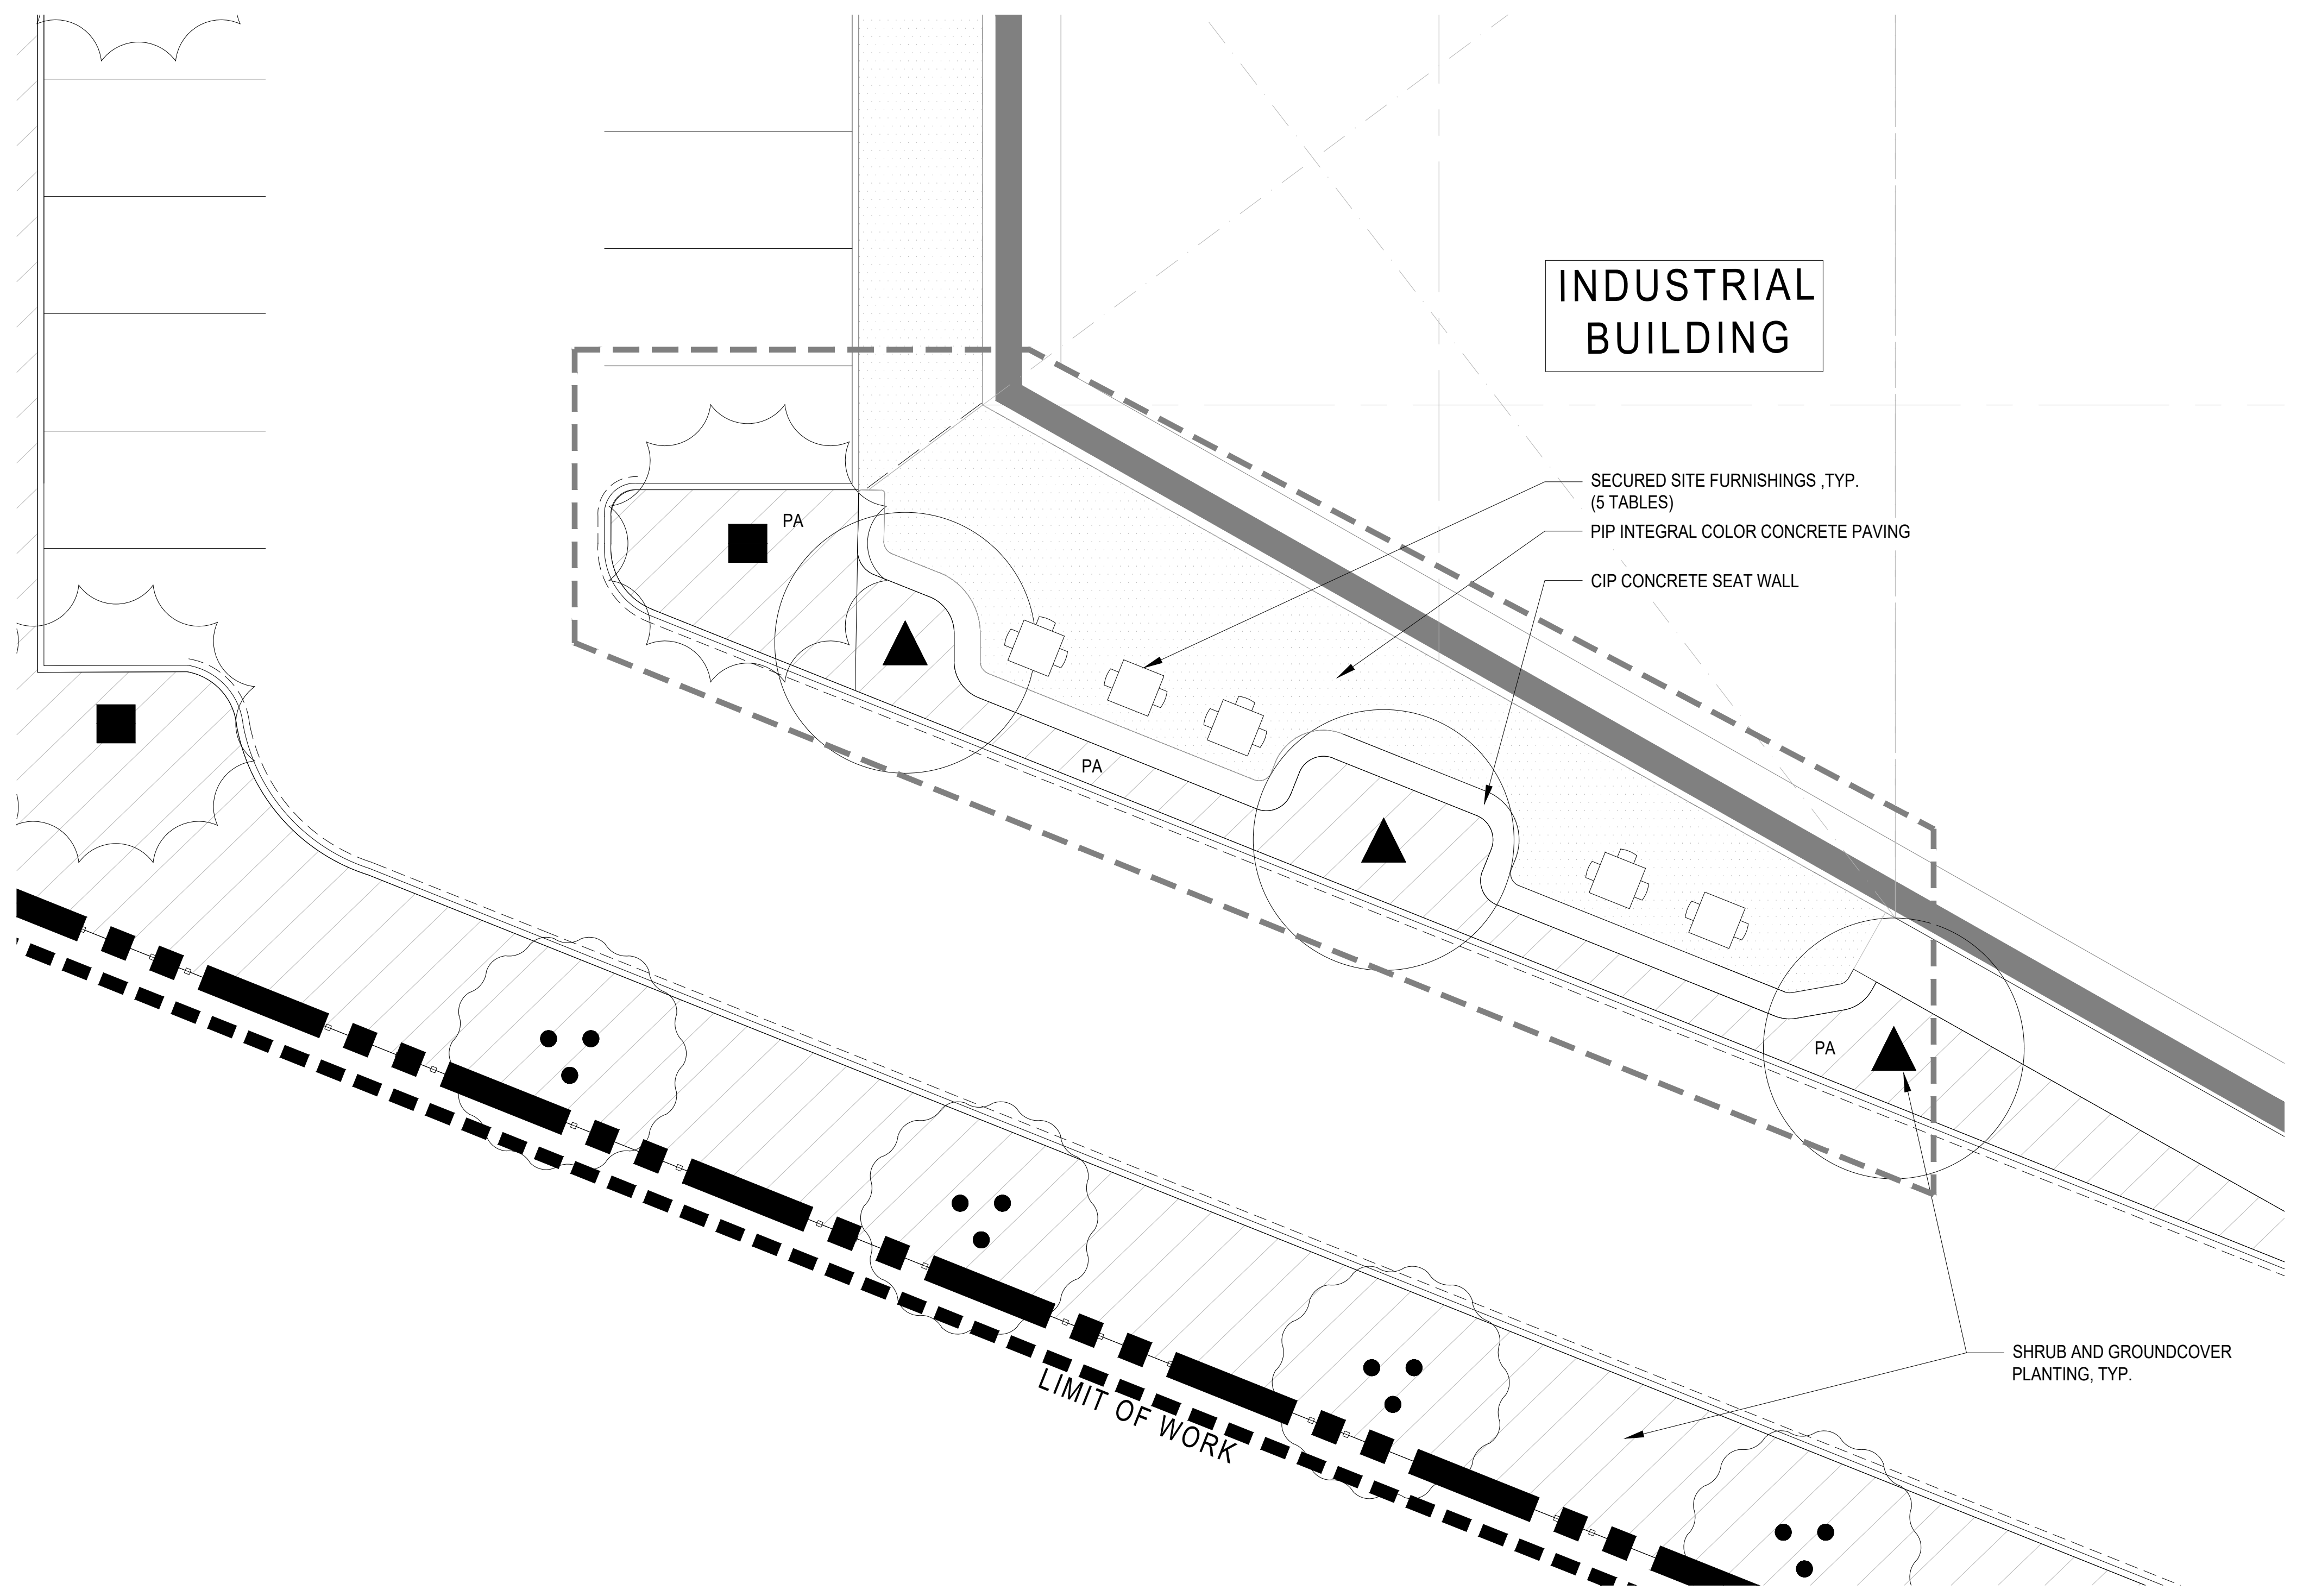 INDUSTRIAL
BUILDING
SECURED SITE FURNISHINGS ,TYP.
(5 TABLES)
PIP INTEGRAL COLOR CONCRETE PAVING
CIP CONCRETE SEAT WALL
PA
PA
PA
SHRUB AND GROUNDCOVER
PLANTING, TYP.
LIMIT OF WORK